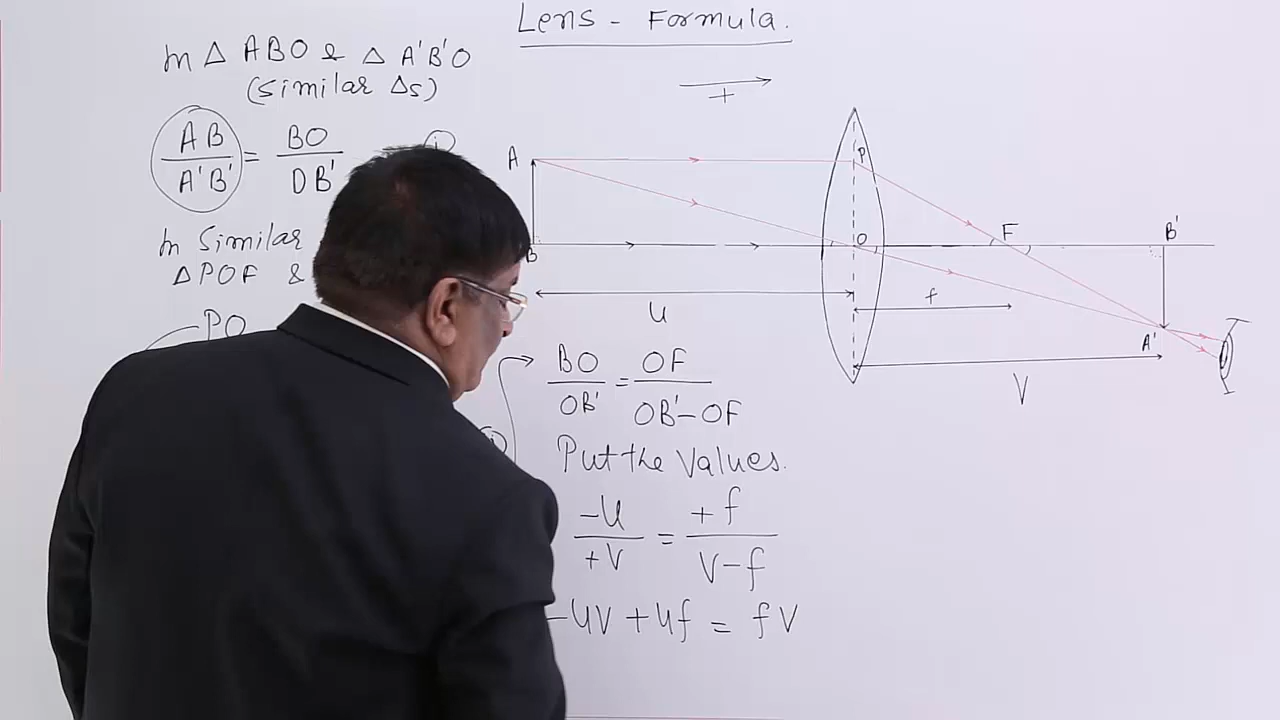 Lens - Formula.
In Δ ABO & Δ A'B'O
(Similar Δs)
AB/A'B' = BO/OB'
In Similar
Δ POF &
PO
+
A
B
P
O
F
B'
A'
u
f
V
BO/OB' = OF/OB'-OF
Put the Values.
-u/+V = +f/V-f
-uV + uf = fV